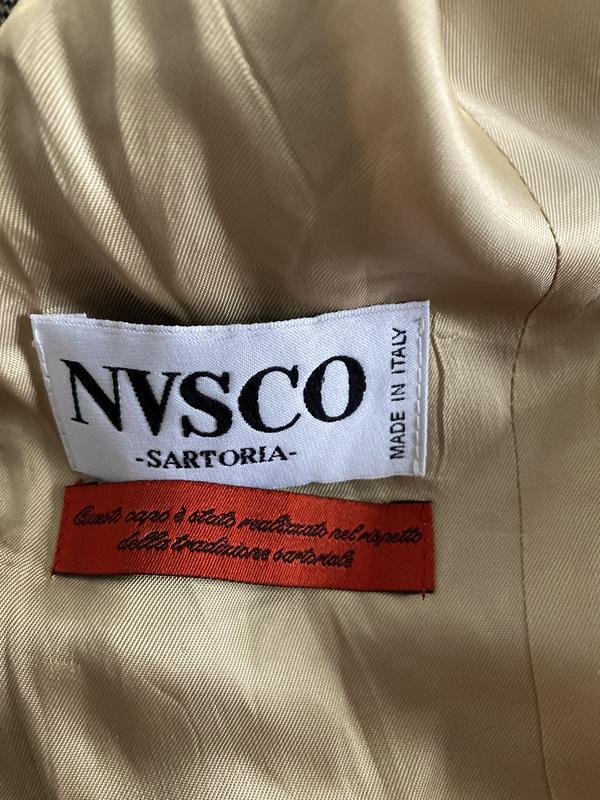 NVSCO
-SARTORIA-
MADE IN ITALY
Questo capo è stato realizzato nel rispetto
della tradizione sartoriale